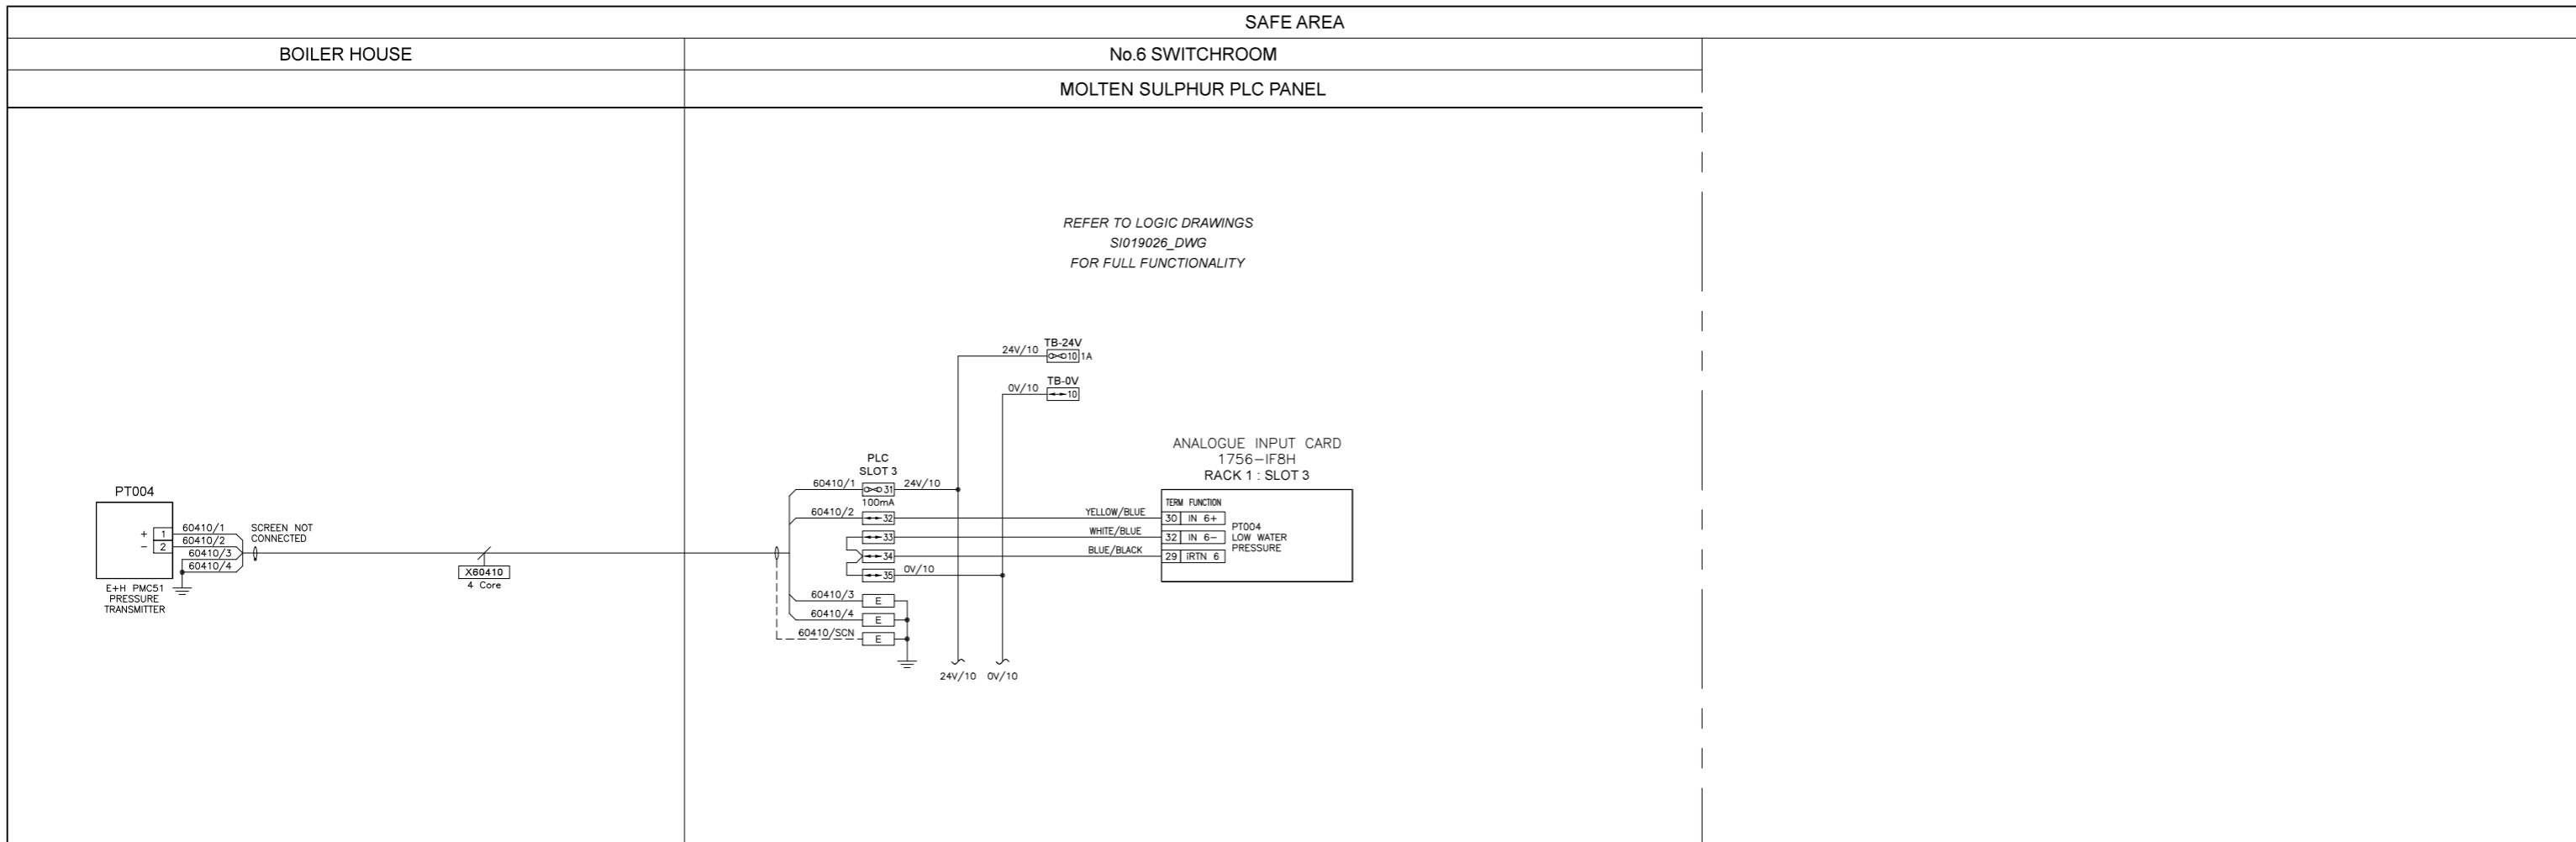 SAFE AREA
BOILER HOUSE
No.6 SWITCHROOM
MOLTEN SULPHUR PLC PANEL
REFER TO LOGIC DRAWINGS
SI019026_DWG
FOR FULL FUNCTIONALITY
TB-24V
24V/10
10
1A
TB-0V
0V/10
10
ANALOGUE INPUT CARD
1756-IF8H
RACK 1 : SLOT 3
PLC
SLOT 3
60410/1
31
24V/10
100mA
60410/2
32
33
34
35
0V/10
60410/3
E
60410/4
E
60410/SCN
E
24V/10
0V/10
YELLOW/BLUE
WHITE/BLUE
BLUE/BLACK
TERM FUNCTION
30 IN 6+
32 IN 6-
29 iRTN 6
PT004
LOW WATER
PRESSURE
PT004
+ 1
- 2
60410/1
60410/2
60410/3
60410/4
SCREEN NOT
CONNECTED
E+H PMC51
PRESSURE
TRANSMITTER
X60410
4 Core